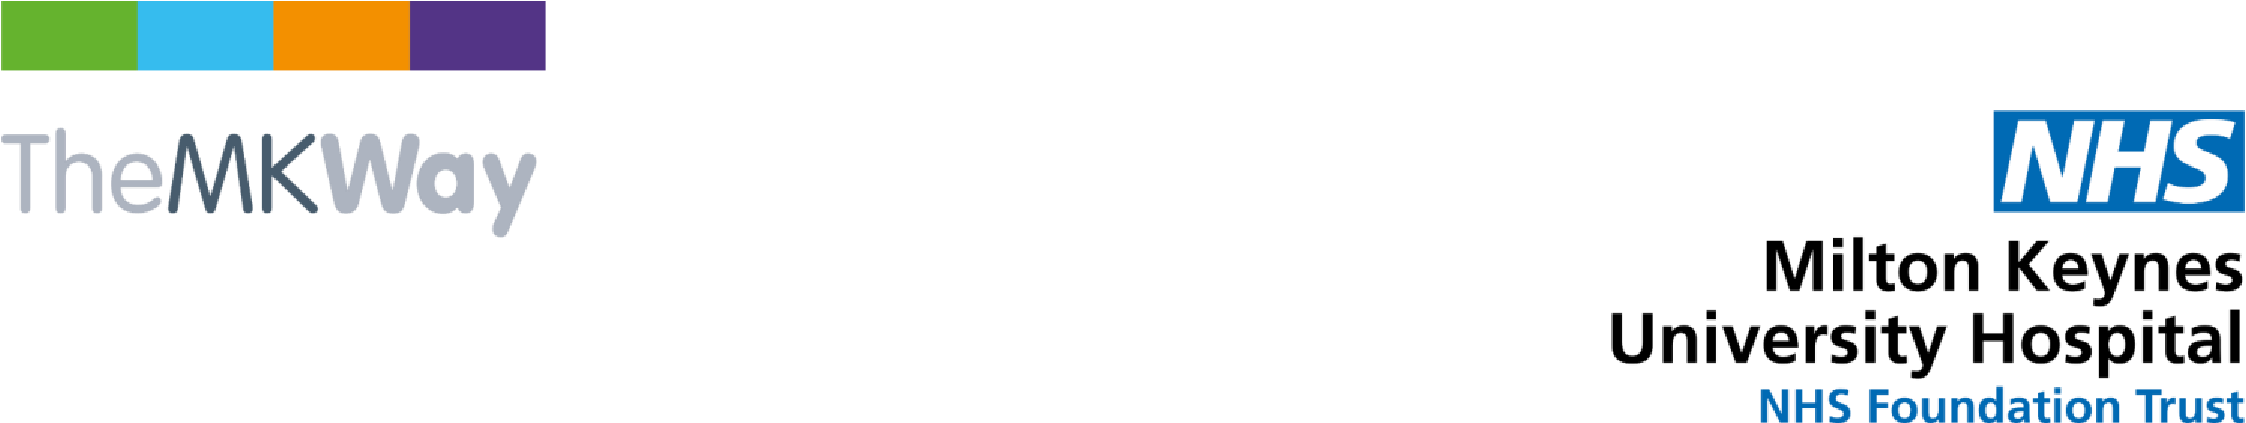 TheMKWay
NHS
Milton Keynes
University Hospital
NHS Foundation Trust